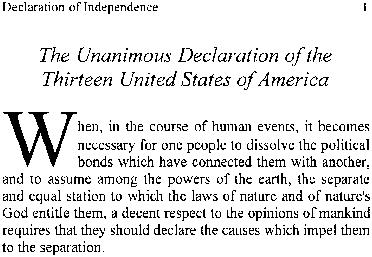 Declaration of Independence 1
The Unanimous Declaration of the
Thirteen United States of America
When, in the course of human events, it becomes
necessary for one people to dissolve the political
bonds which have connected them with another,
and to assume among the powers of the earth, the separate
and equal station to which the laws of nature and of nature's
God entitle them, a decent respect to the opinions of mankind
requires that they should declare the causes which impel them
to the separation.